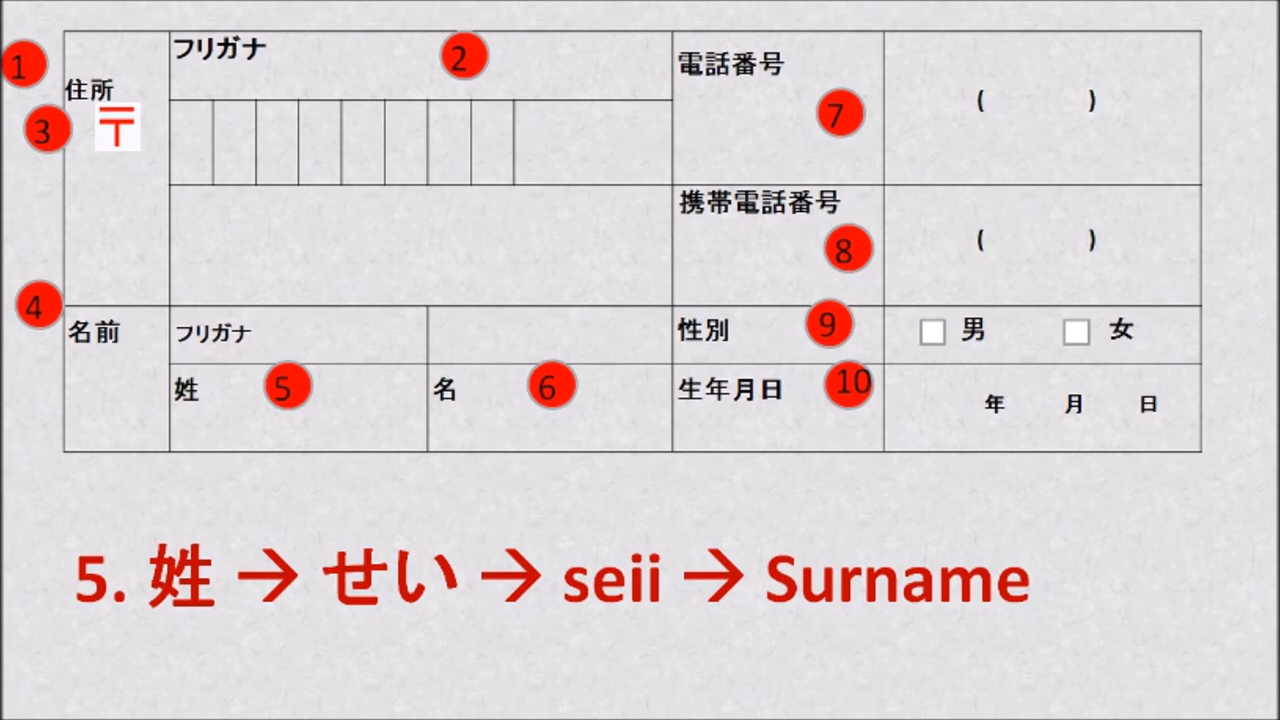 1
住所
3
〒
フリガナ
2
電話番号
7
( )
携帯電話番号
8
( )
4
名前
フリガナ
性別
9
男
女
姓
5
名
6
生年月日
10
年 月 日
5. 姓 → せい → seii → Surname